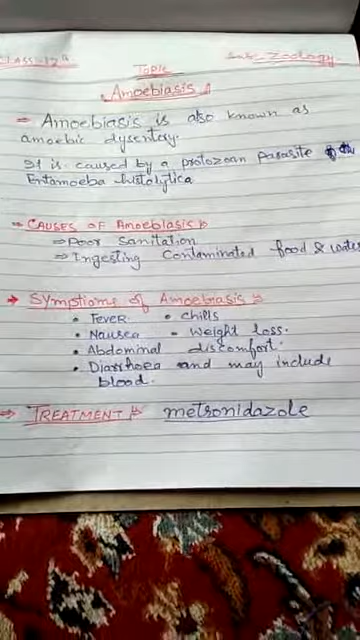 CLASS-12th
Sub:- Zoology
Topic
Amoebiasis
Amoebiasis is also known as
amoebic dysentery.
It is caused by a protozoan parasite
Entamoeba histolytica
CAUSES OF Amoebiasis
⇒ Poor Sanitation
⇒ Ingesting Contaminated food & water
Symptioms of Amoebiasis
• Fever • chills
• Nausea • Weight loss.
• Abdominal discomfort.
• Diarrhoea and may include
blood.
TREATMENT metronidazole